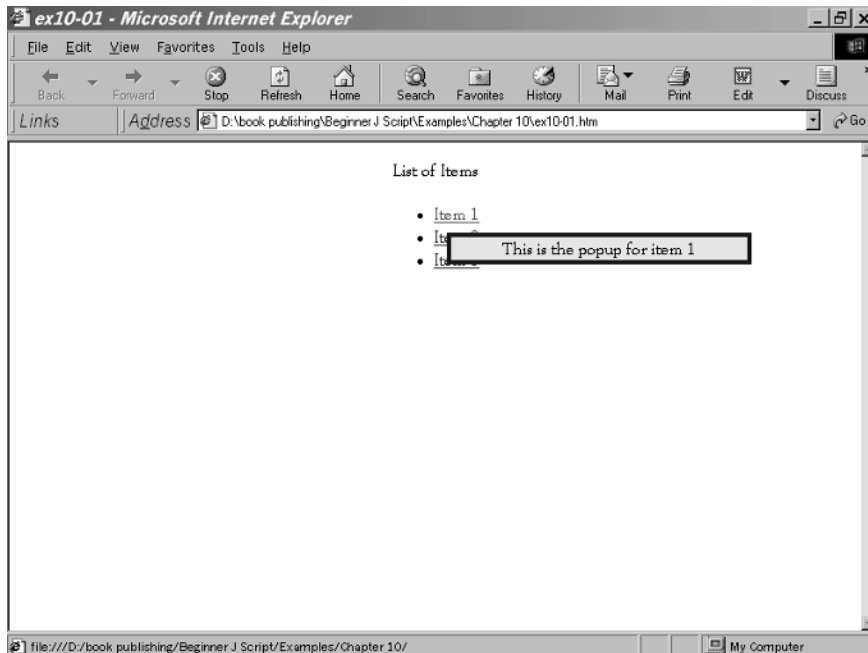 ex10-01 - Microsoft Internet Explorer
File Edit View Favorites Tools Help
Back Forward Stop Refresh Home Search Favorites History Mail Print Edit Discuss
Links Address D:\book publishing\Beginner J Script\Examples\Chapter 10\ex10-01.htm Go
List of Items
Item 1
This is the popup for item 1
file:///D:/book publishing/Beginner J Script/Examples/Chapter 10/ My Computer